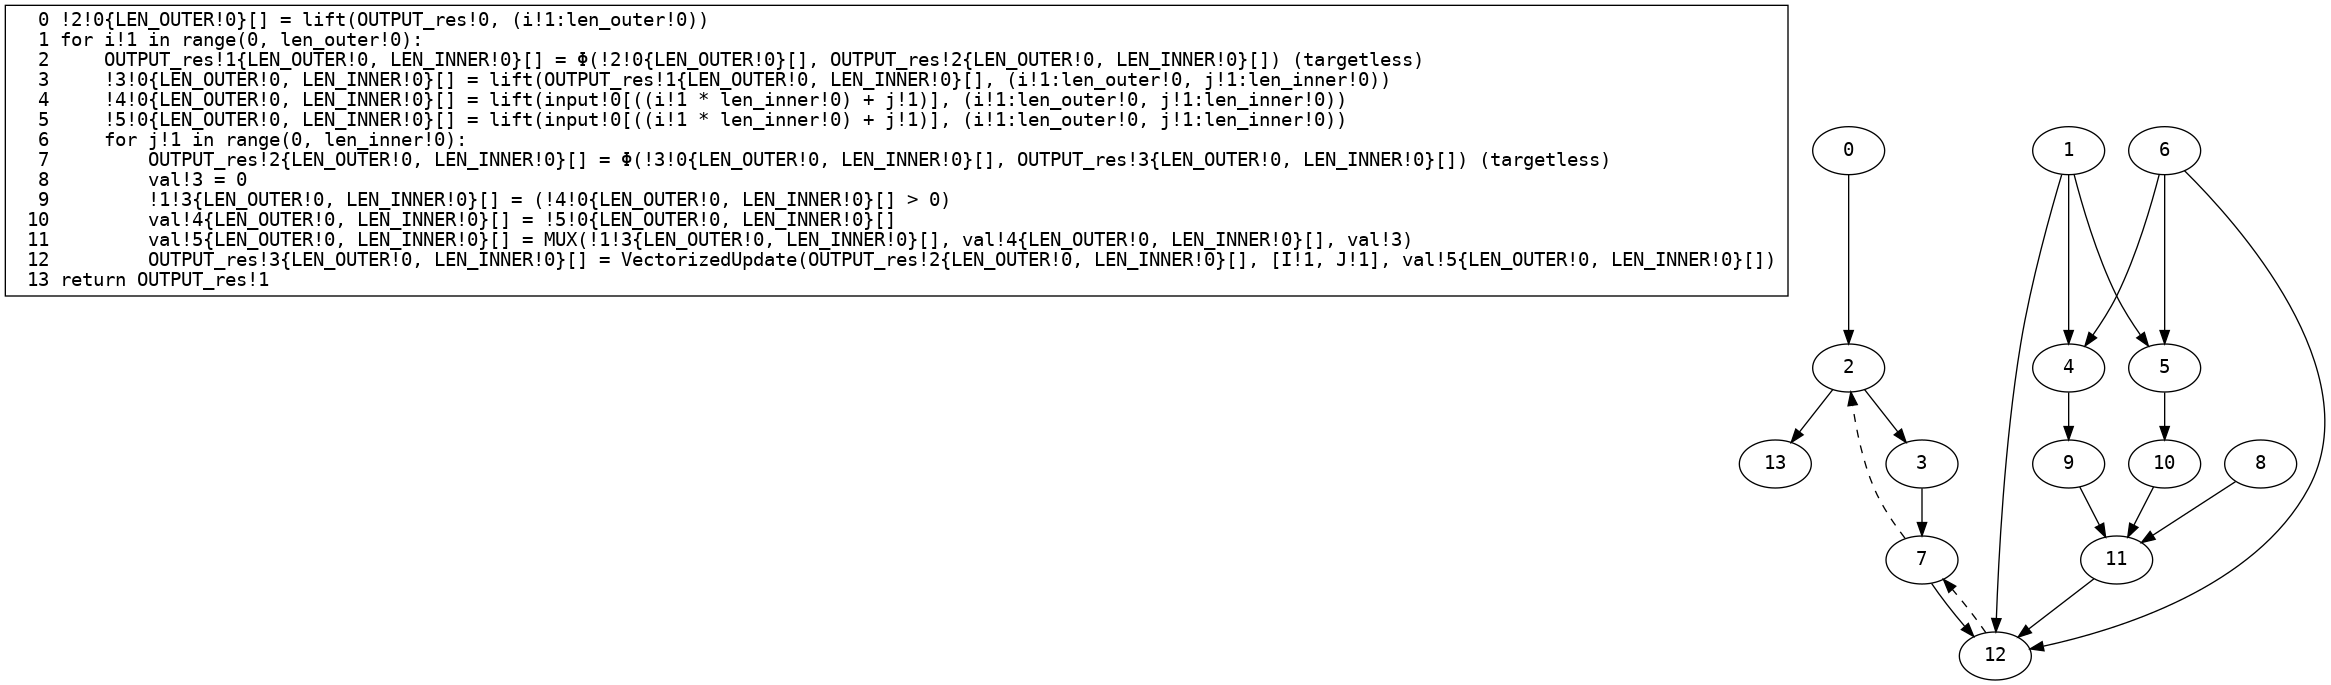 0 !2!0{LEN_OUTER!0}[] = lift(OUTPUT_res!0, (i!1:len_outer!0))
1 for i!1 in range(0, len_outer!0):
2     OUTPUT_res!1{LEN_OUTER!0, LEN_INNER!0}[] = Φ(!2!0{LEN_OUTER!0}[], OUTPUT_res!2{LEN_OUTER!0, LEN_INNER!0}[]) (targetless)
3     !3!0{LEN_OUTER!0, LEN_INNER!0}[] = lift(OUTPUT_res!1{LEN_OUTER!0, LEN_INNER!0}[], (i!1:len_outer!0, j!1:len_inner!0))
4     !4!0{LEN_OUTER!0, LEN_INNER!0}[] = lift(input!0[((i!1 * len_inner!0) + j!1)], (i!1:len_outer!0, j!1:len_inner!0))
5     !5!0{LEN_OUTER!0, LEN_INNER!0}[] = lift(input!0[((i!1 * len_inner!0) + j!1)], (i!1:len_outer!0, j!1:len_inner!0))
6     for j!1 in range(0, len_inner!0):
7         OUTPUT_res!2{LEN_OUTER!0, LEN_INNER!0}[] = Φ(!3!0{LEN_OUTER!0, LEN_INNER!0}[], OUTPUT_res!3{LEN_OUTER!0, LEN_INNER!0}[]) (targetless)
8         val!3 = 0
9         !1!3{LEN_OUTER!0, LEN_INNER!0}[] = (!4!0{LEN_OUTER!0, LEN_INNER!0}[] > 0)
10         val!4{LEN_OUTER!0, LEN_INNER!0}[] = !5!0{LEN_OUTER!0, LEN_INNER!0}[]
11         val!5{LEN_OUTER!0, LEN_INNER!0}[] = MUX(!1!3{LEN_OUTER!0, LEN_INNER!0}[], val!4{LEN_OUTER!0, LEN_INNER!0}[], val!3)
12         OUTPUT_res!3{LEN_OUTER!0, LEN_INNER!0}[] = VectorizedUpdate(OUTPUT_res!2{LEN_OUTER!0, LEN_INNER!0}[], [I!1, J!1], val!5{LEN_OUTER!0, LEN_INNER!0}[])
13 return OUTPUT_res!1
0 1 6
2 4 5
13 3 9 10 8
7 11
12